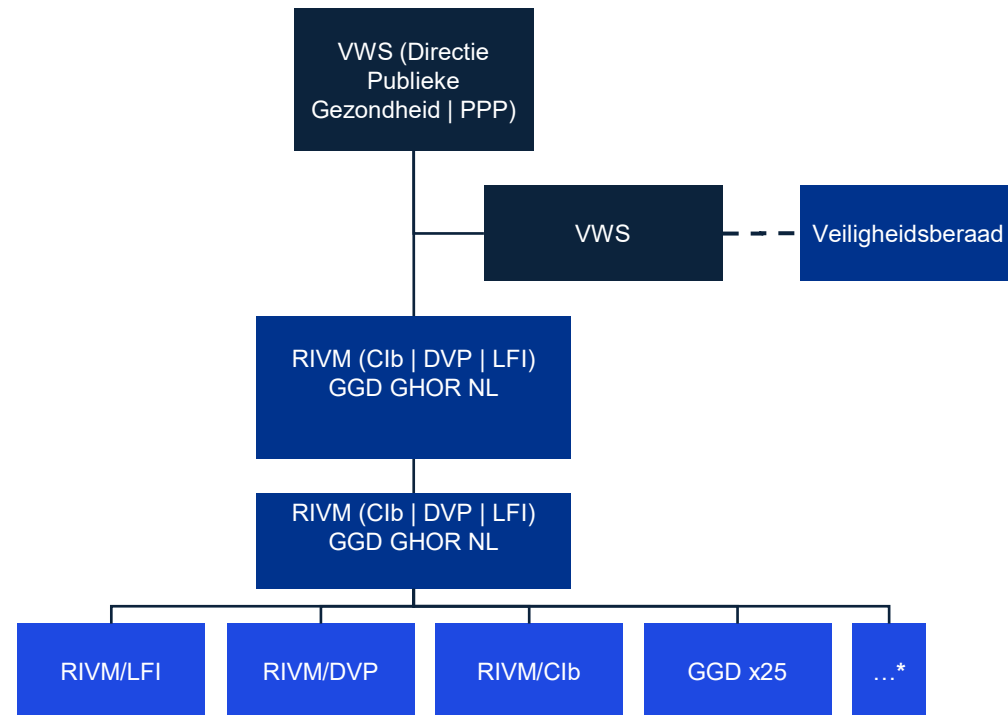 VWS (Directie
Publieke
Gezondheid | PPP)
VWS
Veiligheidsberaad
RIVM (CIb | DVP | LFI)
GGD GHOR NL
RIVM (CIb | DVP | LFI)
GGD GHOR NL
RIVM/LFI
RIVM/DVP
RIVM/CIb
GGD x25
…*